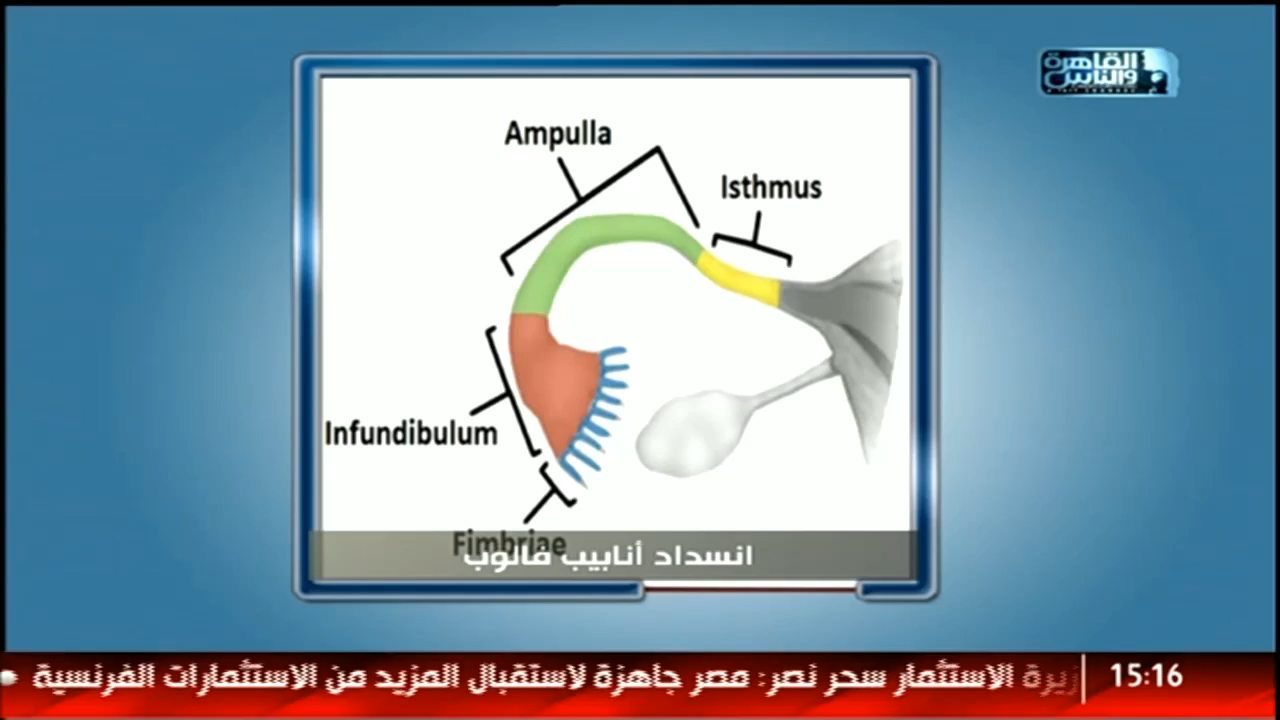 القاهرة
والناس
Ampulla
Isthmus
Infundibulum
Fimbriae
انسداد أنابيب فالوب
زيرة الاستثمار سحر نصر: مصر جاهزة لاستقبال المزيد من الاستثمارات الفرنسية
15:16